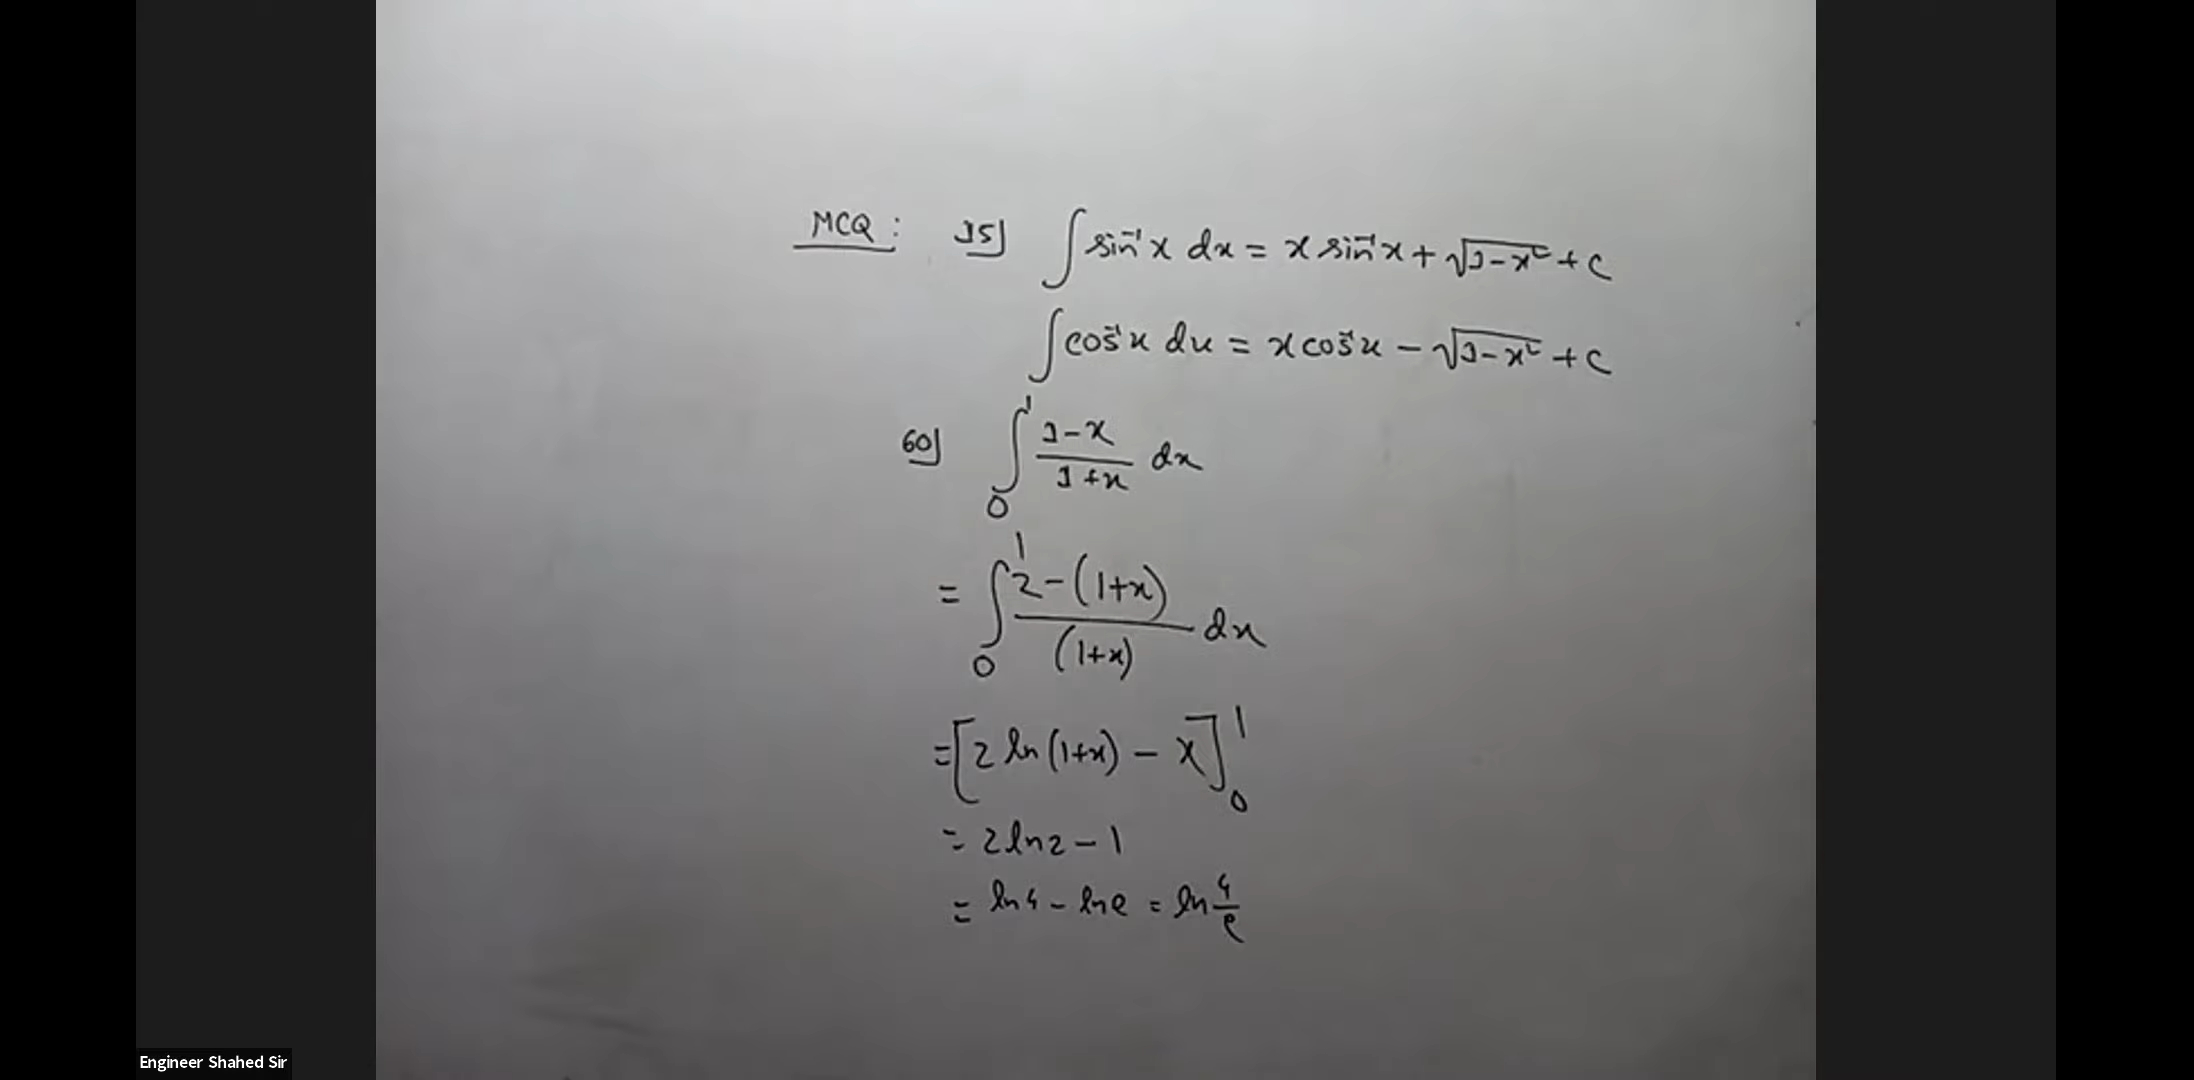 MCQ : 15] ∫ sin⁻¹x dx = x sin⁻¹x + √(1-x²) + c
∫ cos⁻¹x dx = x cos⁻¹x - √(1-x²) + c
60] ∫₀¹ (1-x)/(1+x) dx
= ∫₀¹ (2-(1+x))/(1+x) dx
= [2 ln(1+x) - x]₀¹
= 2ln2 - 1
= ln4 - lne = ln 4/e
Engineer Shahed Sir